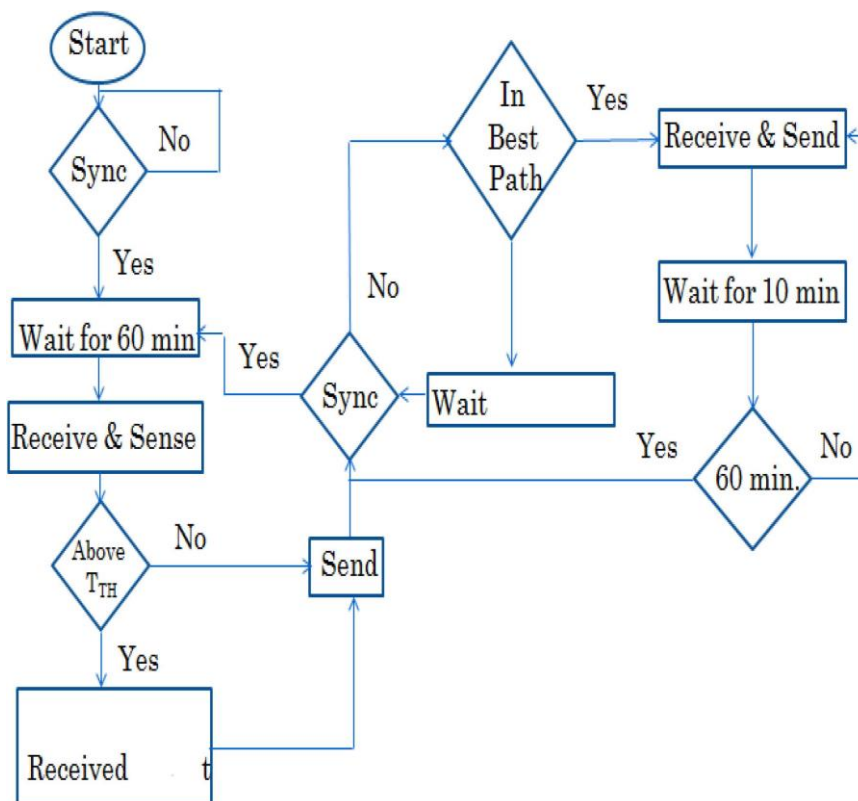 Start
Sync
No
Yes
Wait for 60 min
Receive & Sense
Above
T_TH
No
Yes
Received t
Send
Sync
Yes
No
In
Best
Path
Yes
Wait
Receive & Send
Wait for 10 min
60 min.
Yes
No